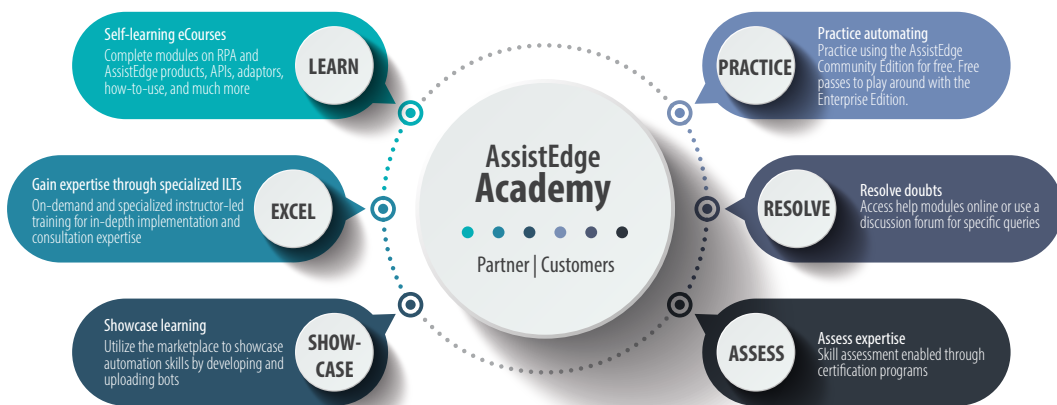 Self-learning eCourses
Complete modules on RPA and
AssistEdge products, APIs, adaptors,
how-to-use, and much more
LEARN
Gain expertise through specialized ILTs
On-demand and specialized instructor-led
training for in-depth implementation and
consultation expertise
EXCEL
Showcase learning
Utilize the marketplace to showcase
automation skills by developing and
uploading bots
SHOW-
CASE
AssistEdge
Academy
Partner | Customers
PRACTICE
Practice automating
Practice using the AssistEdge
Community Edition for free. Free
passes to play around with the
Enterprise Edition.
RESOLVE
Resolve doubts
Access help modules online or use a
discussion forum for specific queries
ASSESS
Assess expertise
Skill assessment enabled through
certification programs